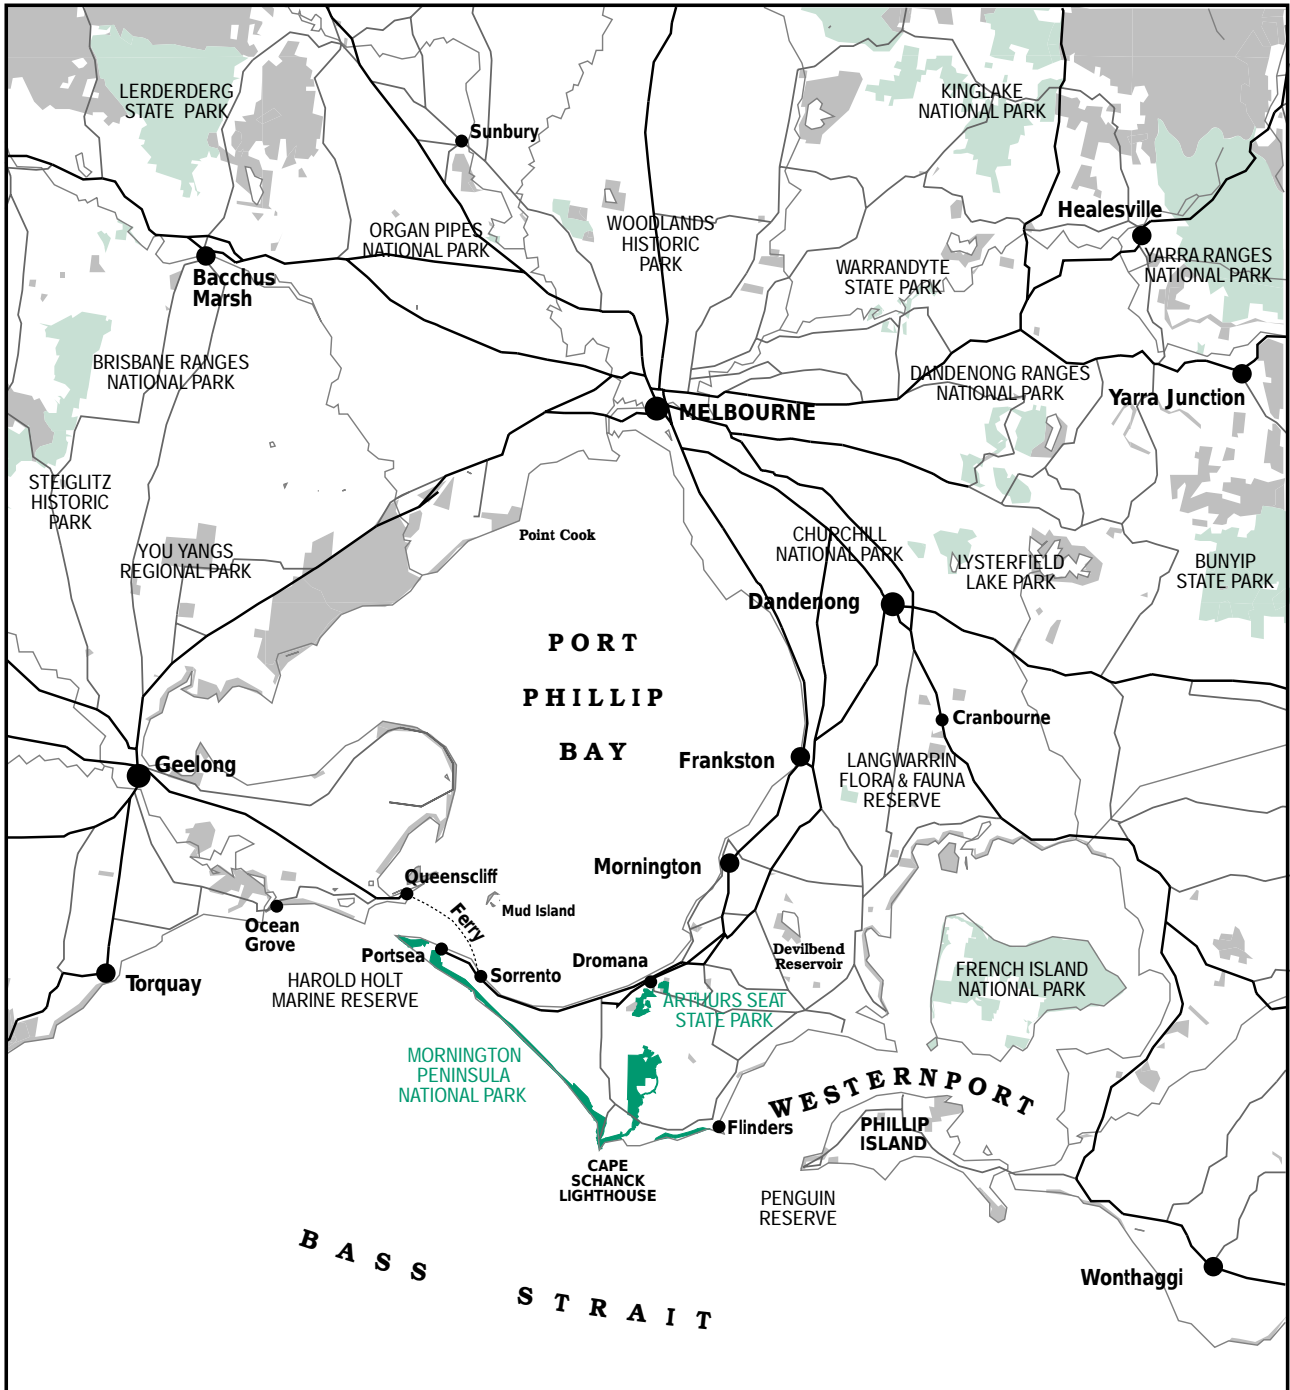 LERDERDERG
STATE PARK
KINGLAKE
NATIONAL PARK
Sunbury
Healesville
ORGAN PIPES
NATIONAL PARK
WOODLANDS
HISTORIC
PARK
WARRANDYTE
STATE PARK
YARRA RANGES
NATIONAL PARK
Bacchus
Marsh
BRISBANE RANGES
NATIONAL PARK
DANDENONG RANGES
NATIONAL PARK
Yarra Junction
MELBOURNE
STEIGLITZ
HISTORIC
PARK
Point Cook
YOU YANGS
REGIONAL PARK
CHURCHILL
NATIONAL PARK
LYSTERFIELD
LAKE PARK
BUNYIP
STATE PARK
Dandenong
PORT
PHILLIP
BAY
Cranbourne
Geelong
Frankston
LANGWARRIN
FLORA & FAUNA
RESERVE
Mornington
Queenscliff
Ferry
Mud Island
Ocean
Grove
Portsea
Sorrento
Dromana
Devilbend
Reservoir
Torquay
HAROLD HOLT
MARINE RESERVE
FRENCH ISLAND
NATIONAL PARK
ARTHURS SEAT
STATE PARK
MORNINGTON
PENINSULA
NATIONAL PARK
WESTERNPORT
Flinders
PHILLIP
ISLAND
CAPE
SCHANCK
LIGHTHOUSE
PENGUIN
RESERVE
BASS STRAIT
Wonthaggi